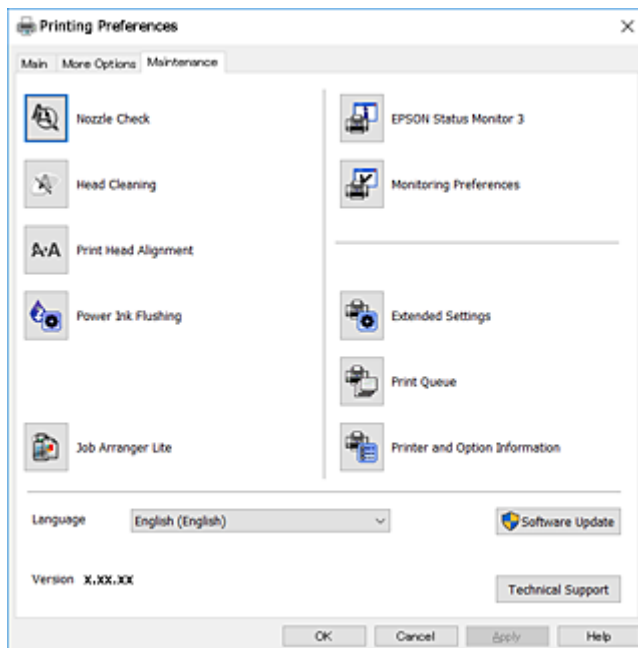 Printing Preferences
Main More Options Maintenance
Nozzle Check
EPSON Status Monitor 3
Head Cleaning
Monitoring Preferences
A·A Print Head Alignment
Power Ink Flushing
Extended Settings
Print Queue
Job Arranger Lite
Printer and Option Information
Language English (English)
Software Update
Version X.XX.XX
Technical Support
OK Cancel Apply Help